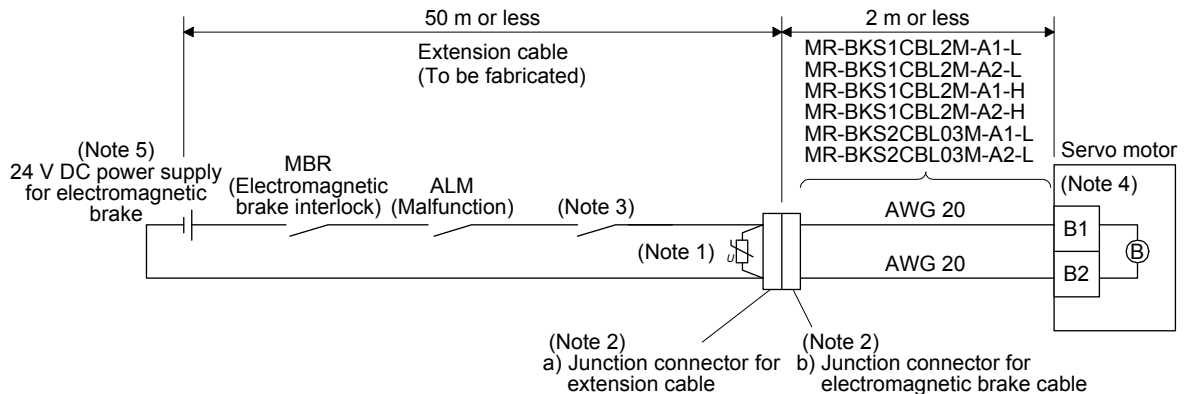 50 m or less
2 m or less
Extension cable
(To be fabricated)
MR-BKS1CBL2M-A1-L
MR-BKS1CBL2M-A2-L
MR-BKS1CBL2M-A1-H
MR-BKS1CBL2M-A2-H
MR-BKS2CBL03M-A1-L
MR-BKS2CBL03M-A2-L
(Note 5)
24 V DC power supply
for electromagnetic
brake
MBR
(Electromagnetic
brake interlock)
ALM
(Malfunction)
(Note 3)
Servo motor
(Note 4)
AWG 20
B1
(Note 1)
U
B
AWG 20
B2
(Note 2)
a) Junction connector for
extension cable
(Note 2)
b) Junction connector for
electromagnetic brake cable